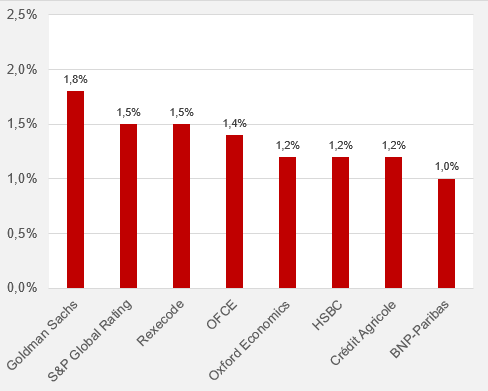 2,5%
2,0%
1,5%
1,0%
0,5%
0,0%
1,8%
1,5%
1,5%
1,4%
1,2%
1,2%
1,2%
1,0%
Goldman Sachs
S&P Global Rating
Rexecode
OFCE
Oxford Economics
HSBC
Crédit Agricole
BNP-Paribas